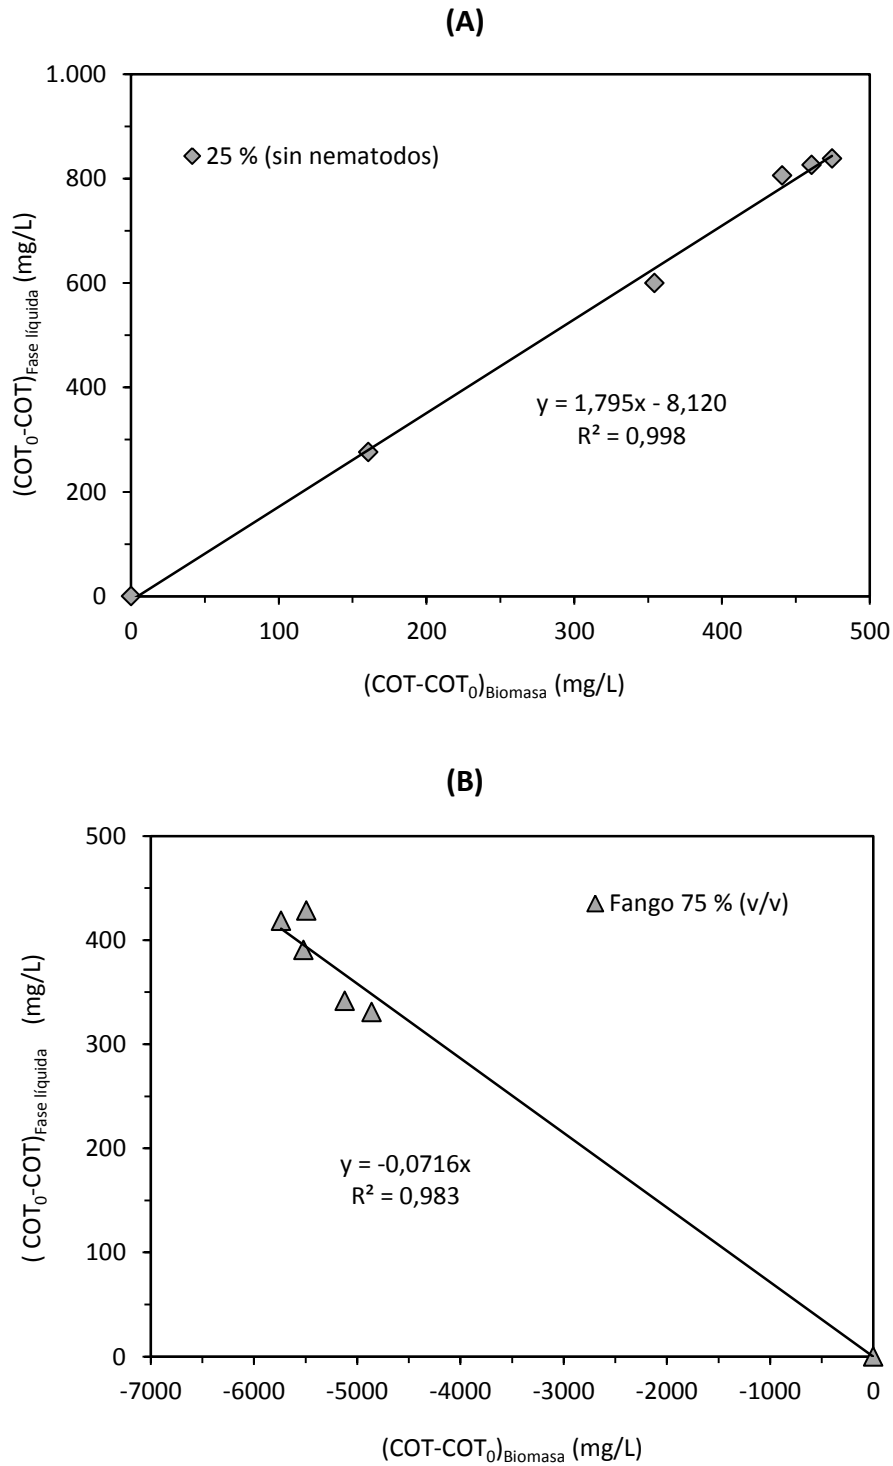 (A)
1.000
800
600
400
200
0
(COT₀-COT)Fase líquida (mg/L)
25 % (sin nematodos)
y = 1,795x - 8,120
R² = 0,998
0 100 200 300 400 500
(COT-COT₀)Biomasa (mg/L)
(B)
500
400
300
200
100
0
( COT₀-COT)Fase líquida (mg/L)
Fango 75 % (v/v)
y = -0,0716x
R² = 0,983
-7000 -6000 -5000 -4000 -3000 -2000 -1000 0
(COT-COT₀)Biomasa (mg/L)